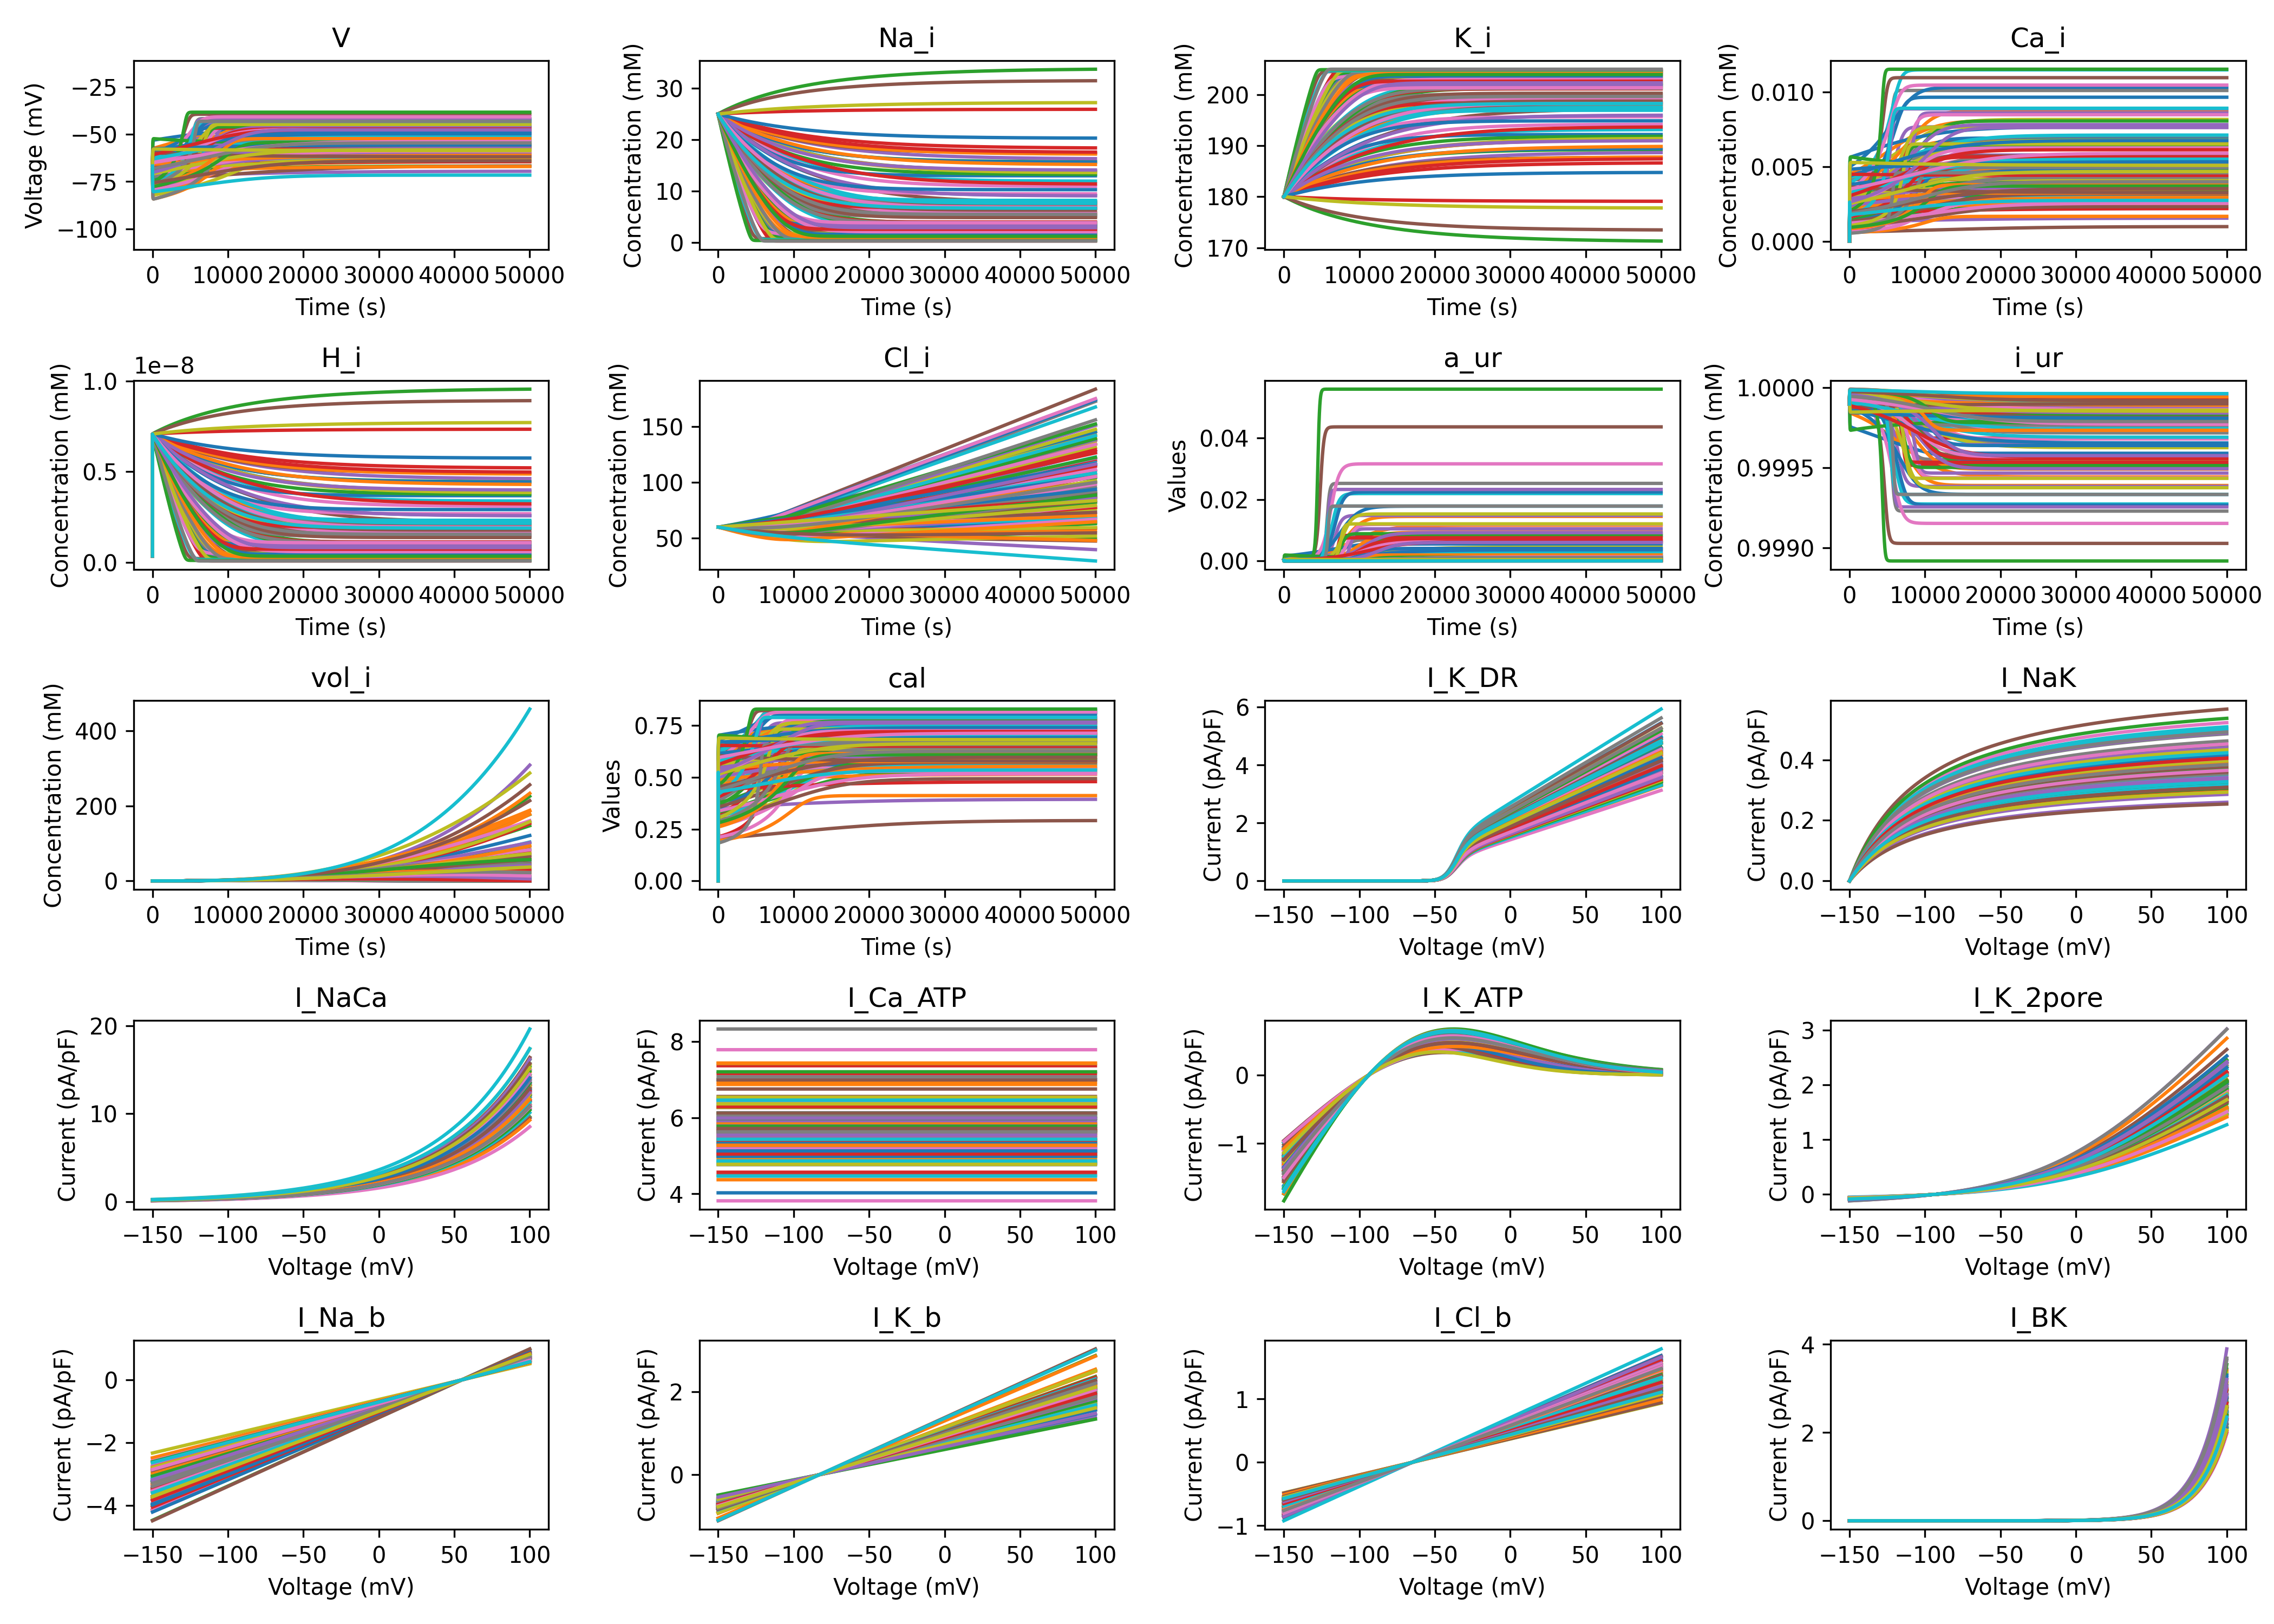 V
Voltage (mV)
−25
−50
−75
−100
0 10000 20000 30000 40000 50000
Time (s)
Na_i
Concentration (mM)
30
20
10
0
0 10000 20000 30000 40000 50000
Time (s)
K_i
Concentration (mM)
200
190
180
170
0 10000 20000 30000 40000 50000
Time (s)
Ca_i
Concentration (mM)
0.010
0.005
0.000
0 10000 20000 30000 40000 50000
Time (s)
H_i
1e−8
Concentration (mM)
1.0
0.5
0.0
0 10000 20000 30000 40000 50000
Time (s)
Cl_i
Concentration (mM)
150
100
50
0 10000 20000 30000 40000 50000
Time (s)
a_ur
Values
0.04
0.02
0.00
0 10000 20000 30000 40000 50000
Time (s)
i_ur
Concentration (mM)
1.0000
0.9995
0.9990
0 10000 20000 30000 40000 50000
Time (s)
vol_i
Concentration (mM)
400
200
0
0 10000 20000 30000 40000 50000
Time (s)
cal
Values
0.75
0.50
0.25
0.00
0 10000 20000 30000 40000 50000
Time (s)
I_K_DR
Current (pA/pF)
6
4
2
0
−150 −100 −50 0 50 100
Voltage (mV)
I_NaK
Current (pA/pF)
0.4
0.2
0.0
−150 −100 −50 0 50 100
Voltage (mV)
I_NaCa
Current (pA/pF)
20
10
0
−150 −100 −50 0 50 100
Voltage (mV)
I_Ca_ATP
Current (pA/pF)
8
6
4
−150 −100 −50 0 50 100
Voltage (mV)
I_K_ATP
Current (pA/pF)
0
−1
−150 −100 −50 0 50 100
Voltage (mV)
I_K_2pore
Current (pA/pF)
3
2
1
0
−150 −100 −50 0 50 100
Voltage (mV)
I_Na_b
Current (pA/pF)
0
−2
−4
−150 −100 −50 0 50 100
Voltage (mV)
I_K_b
Current (pA/pF)
2
0
−150 −100 −50 0 50 100
Voltage (mV)
I_Cl_b
Current (pA/pF)
1
0
−1
−150 −100 −50 0 50 100
Voltage (mV)
I_BK
Current (pA/pF)
4
2
0
−150 −100 −50 0 50 100
Voltage (mV)